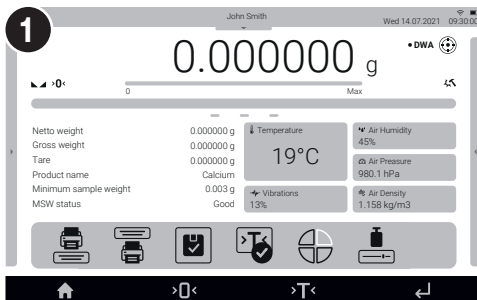 1
John Smith
Wed 14.07.2021 09:30:00
0.000000 g
• DWA
>0<
0 Max
Netto weight 0.000000 g
Gross weight 0.000000 g
Tare 0.000000 g
Product name Calcium
Minimum sample weight 0.003 g
MSW status Good
Temperature
19°C
Vibrations
13%
Air Humidity
45%
Air Preasure
980.1 hPa
Air Density
1.158 kg/m3
>T<
>0< >T<